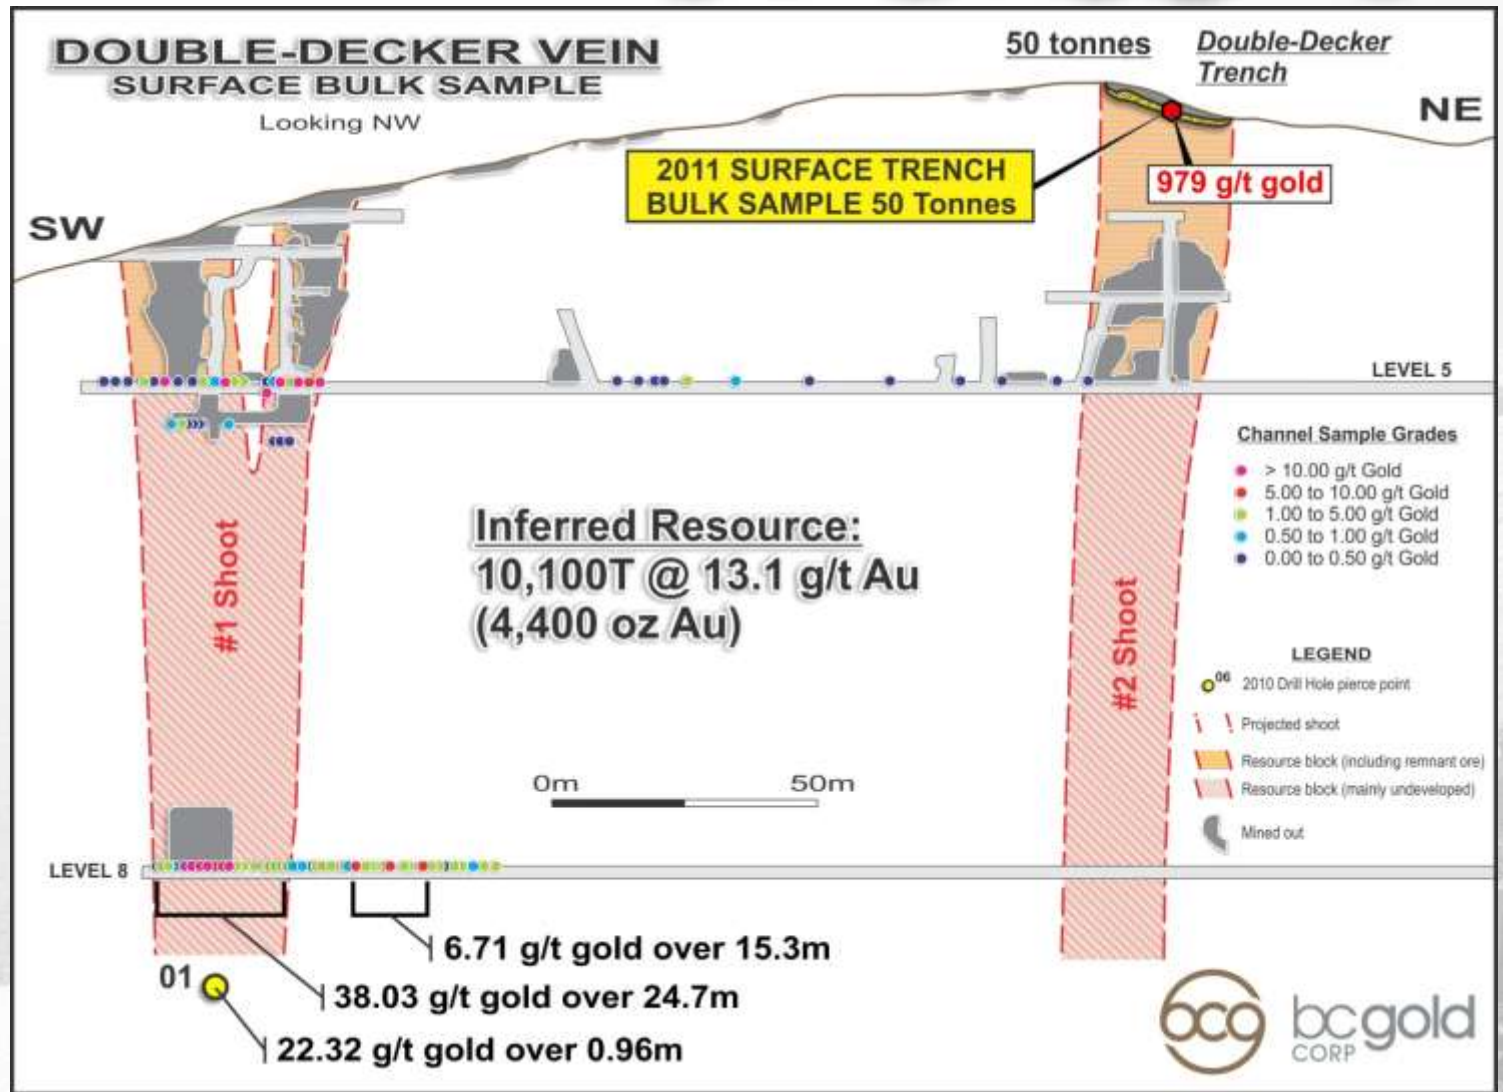 DOUBLE-DECKER VEIN
SURFACE BULK SAMPLE
Looking NW
50 tonnes
Double-Decker
Trench
NE
SW
2011 SURFACE TRENCH
BULK SAMPLE 50 Tonnes
979 g/t gold
LEVEL 5
Channel Sample Grades
> 10.00 g/t Gold
5.00 to 10.00 g/t Gold
1.00 to 5.00 g/t Gold
0.50 to 1.00 g/t Gold
0.00 to 0.50 g/t Gold
Inferred Resource:
10,100T @ 13.1 g/t Au
(4,400 oz Au)
#1 Shoot
#2 Shoot
LEGEND
06 2010 Drill Hole pierce point
Projected shoot
Resource block (including remnant ore)
Resource block (mainly undeveloped)
Mined out
0m 50m
LEVEL 8
6.71 g/t gold over 15.3m
01
38.03 g/t gold over 24.7m
22.32 g/t gold over 0.96m
bcg
bcgold
CORP